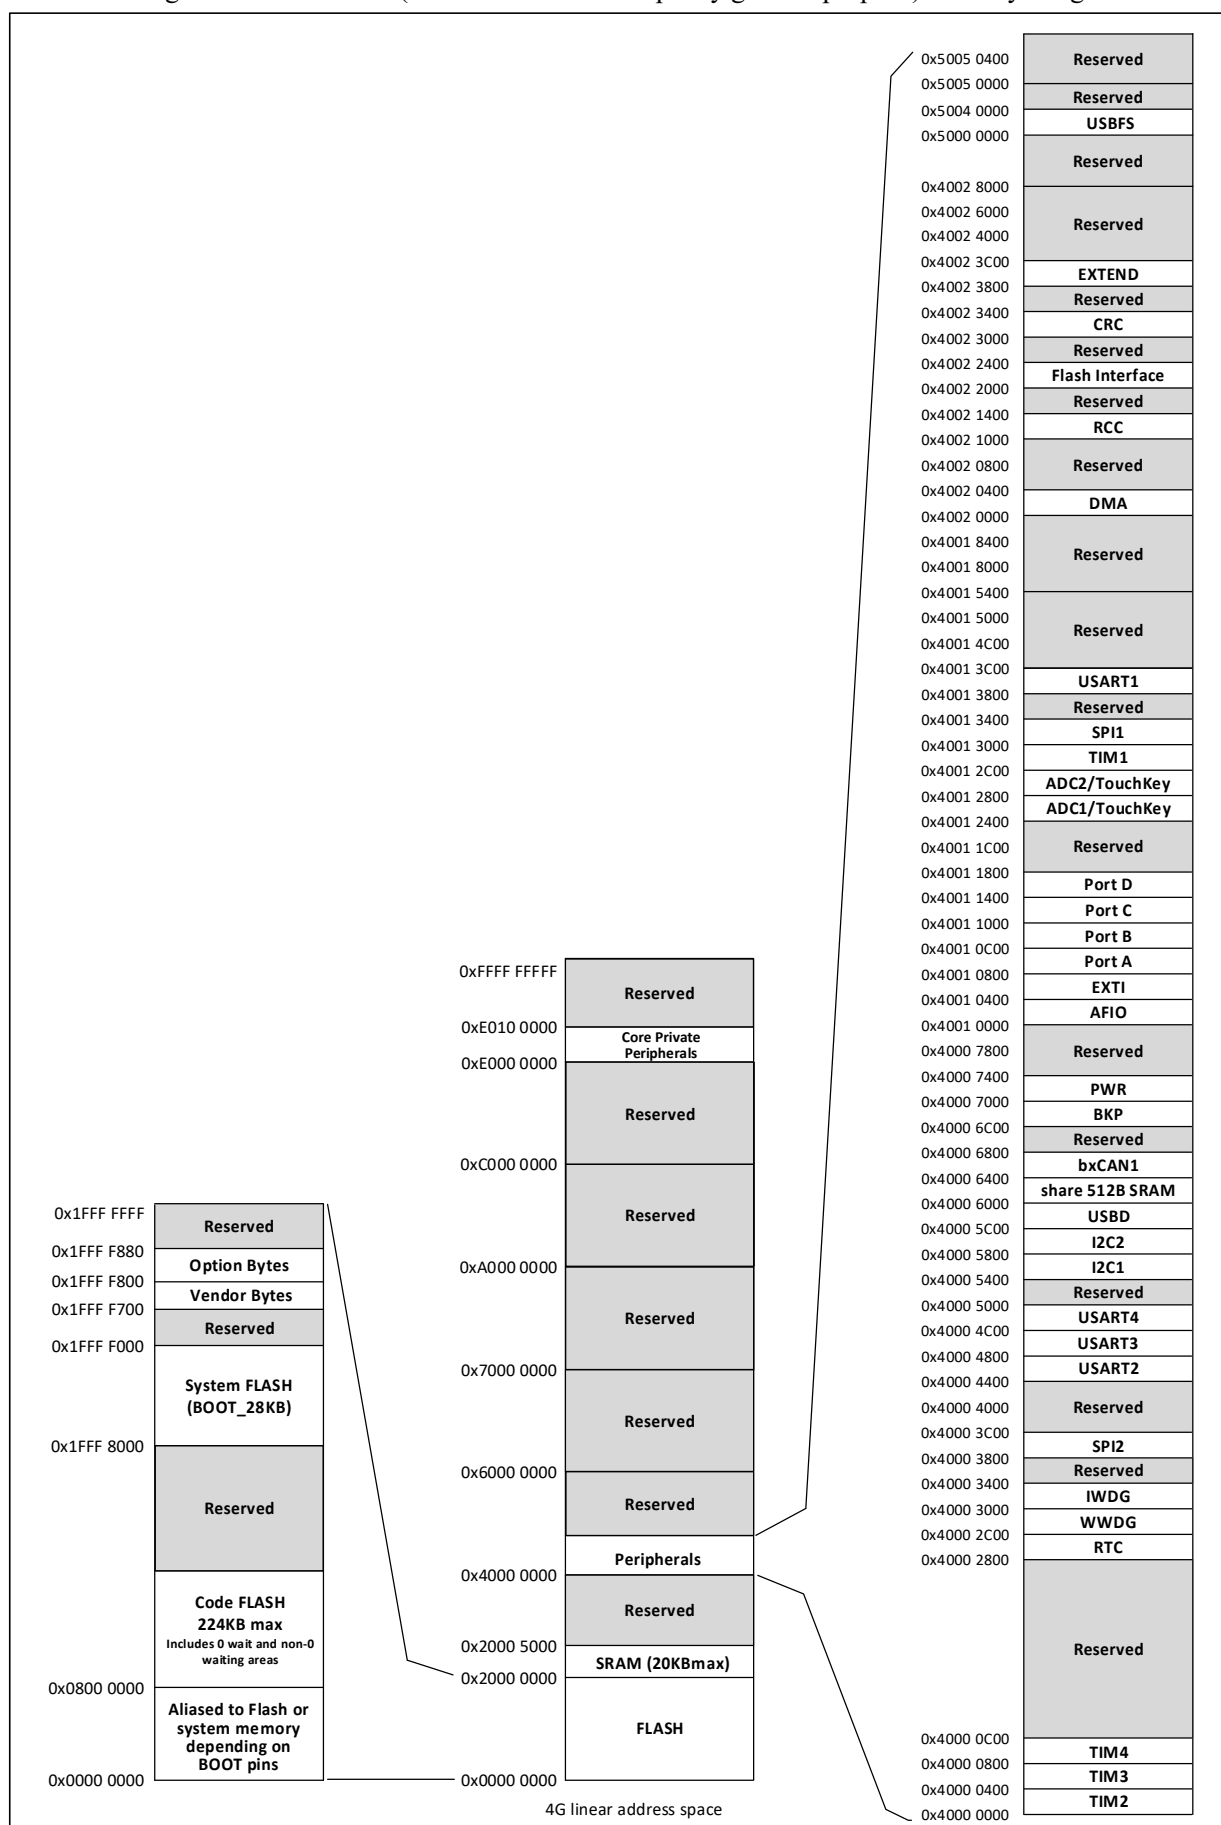 0x5005 0400
Reserved
0x5005 0000
Reserved
0x5004 0000
USBFS
0x5000 0000
Reserved
0x4002 8000
0x4002 6000
Reserved
0x4002 4000
0x4002 3C00
EXTEND
0x4002 3800
Reserved
0x4002 3400
CRC
0x4002 3000
Reserved
0x4002 2400
Flash Interface
0x4002 2000
Reserved
0x4002 1400
RCC
0x4002 1000
0x4002 0800
Reserved
0x4002 0400
DMA
0x4002 0000
0x4001 8400
Reserved
0x4001 8000
0x4001 5400
0x4001 5000
Reserved
0x4001 4C00
0x4001 3C00
USART1
0x4001 3800
Reserved
0x4001 3400
SPI1
0x4001 3000
TIM1
0x4001 2C00
ADC2/TouchKey
0x4001 2800
ADC1/TouchKey
0x4001 2400
0x4001 1C00
Reserved
0x4001 1800
Port D
0x4001 1400
Port C
0x4001 1000
Port B
0x4001 0C00
Port A
0x4001 0800
EXTI
0x4001 0400
AFIO
0x4001 0000
0x4000 7800
Reserved
0x4000 7400
PWR
0x4000 7000
BKP
0x4000 6C00
Reserved
0x4000 6800
bxCAN1
0x4000 6400
share 512B SRAM
0x4000 6000
USBD
0x4000 5C00
I2C2
0x4000 5800
I2C1
0x4000 5400
Reserved
0x4000 5000
USART4
0x4000 4C00
USART3
0x4000 4800
USART2
0x4000 4400
0x4000 4000
Reserved
0x4000 3C00
SPI2
0x4000 3800
Reserved
0x4000 3400
IWDG
0x4000 3000
WWDG
0x4000 2C00
RTC
0x4000 2800
Reserved
0x4000 0C00
TIM4
0x4000 0800
TIM3
0x4000 0400
TIM2
0x4000 0000
0xFFFF FFFFF
Reserved
0xE010 0000
Core Private
Peripherals
0xE000 0000
Reserved
0xC000 0000
Reserved
0xA000 0000
Reserved
0x7000 0000
Reserved
0x6000 0000
Reserved
Peripherals
0x4000 0000
Reserved
0x2000 5000
SRAM (20KBmax)
0x2000 0000
FLASH
0x0000 0000
4G linear address space
0x1FFF FFFF
Reserved
0x1FFF F880
Option Bytes
0x1FFF F800
Vendor Bytes
0x1FFF F700
Reserved
0x1FFF F000
System FLASH
(BOOT_28KB)
0x1FFF 8000
Reserved
Code FLASH
224KB max
Includes 0 wait and non-0
waiting areas
0x0800 0000
Aliased to Flash or
system memory
depending on
BOOT pins
0x0000 0000